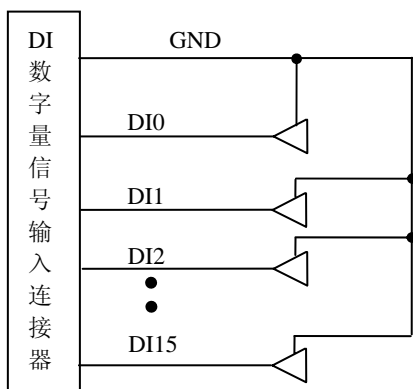 DI
数
字
量
信
号
输
入
连
接
器
GND
DI0
DI1
DI2
DI15